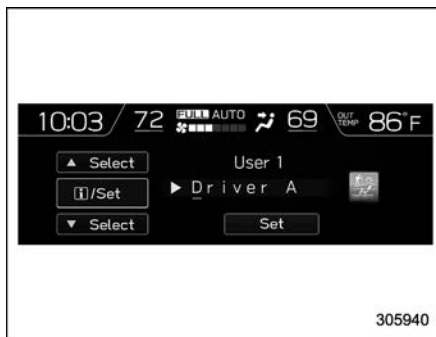 10:03 72 FULL AUTO 69 OUT TEMP 86°F
▲ Select
User 1
i/Set
▶ Driver A
▼ Select
Set
305940